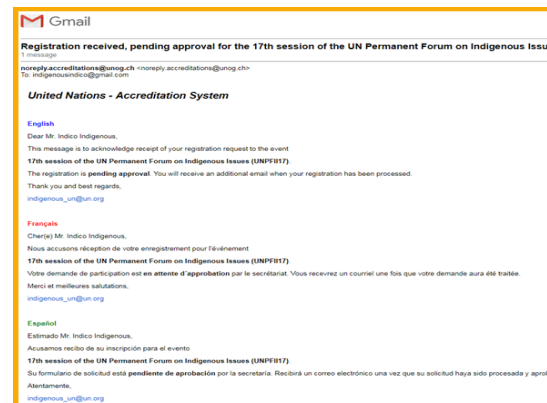 Gmail
Registration received, pending approval for the 17th session of the UN Permanent Forum on Indigenous Issu
1 message
noreply.accreditations@unog.ch <noreply.accreditations@unog.ch>
To: indigenousindico@gmail.com
United Nations - Accreditation System
English
Dear Mr. Indico Indigenous,
This message is to acknowledge receipt of your registration request to the event
17th session of the UN Permanent Forum on Indigenous Issues (UNPFII17).
The registration is pending approval. You will receive an additional email when your registration has been processed.
Thank you and best regards,
indigenous_un@un.org
Français
Cher(e) Mr. Indico Indigenous,
Nous accusons réception de votre enregistrement pour l'événement
17th session of the UN Permanent Forum on Indigenous Issues (UNPFII17)
Votre demande de participation est en attente d'approbation par le secrétariat. Vous recevrez un courriel une fois que votre demande aura été traitée.
Merci et meilleures salutations,
indigenous_un@un.org
Español
Estimado Mr. Indico Indigenous,
Acusamos recibo de su inscripción para el evento
17th session of the UN Permanent Forum on Indigenous Issues (UNPFII17).
Su formulario de solicitud está pendiente de aprobación por la secretaría. Recibirá un correo electrónico una vez que su solicitud haya sido procesada y aprol
Atentamente,
indigenous_un@un.org